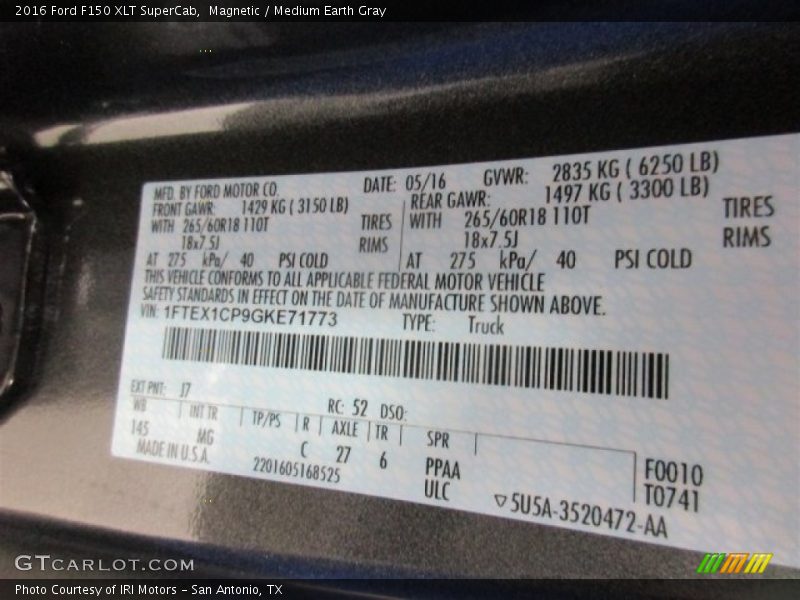 2016 Ford F150 XLT SuperCab,  Magnetic / Medium Earth Gray
MFD. BY FORD MOTOR CO. DATE: 05/16 GVWR: 2835 KG ( 6250 LB)
FRONT GAWR: 1429 KG ( 3150 LB) REAR GAWR: 1497 KG ( 3300 LB)
WITH 265/60R18 110T TIRES WITH 265/60R18 110T TIRES
18x7.5J RIMS 18x7.5J RIMS
AT 275 kPa/ 40 PSI COLD AT 275 kPa/ 40 PSI COLD
THIS VEHICLE CONFORMS TO ALL APPLICABLE FEDERAL MOTOR VEHICLE
SAFETY STANDARDS IN EFFECT ON THE DATE OF MANUFACTURE SHOWN ABOVE.
VIN: 1FTEX1CP9GKE71773 TYPE: Truck
EXT PNT: J7 RC: 52 DSO:
WB INT TR TP/PS R AXLE TR SPR
145 MG C 27 6 PPAA F0010
MADE IN U.S.A. 2201605168525 ULC T0741
▽5U5A-3520472-AA
GTCARLOT.COM
Photo Courtesy of IRI Motors – San Antonio, TX